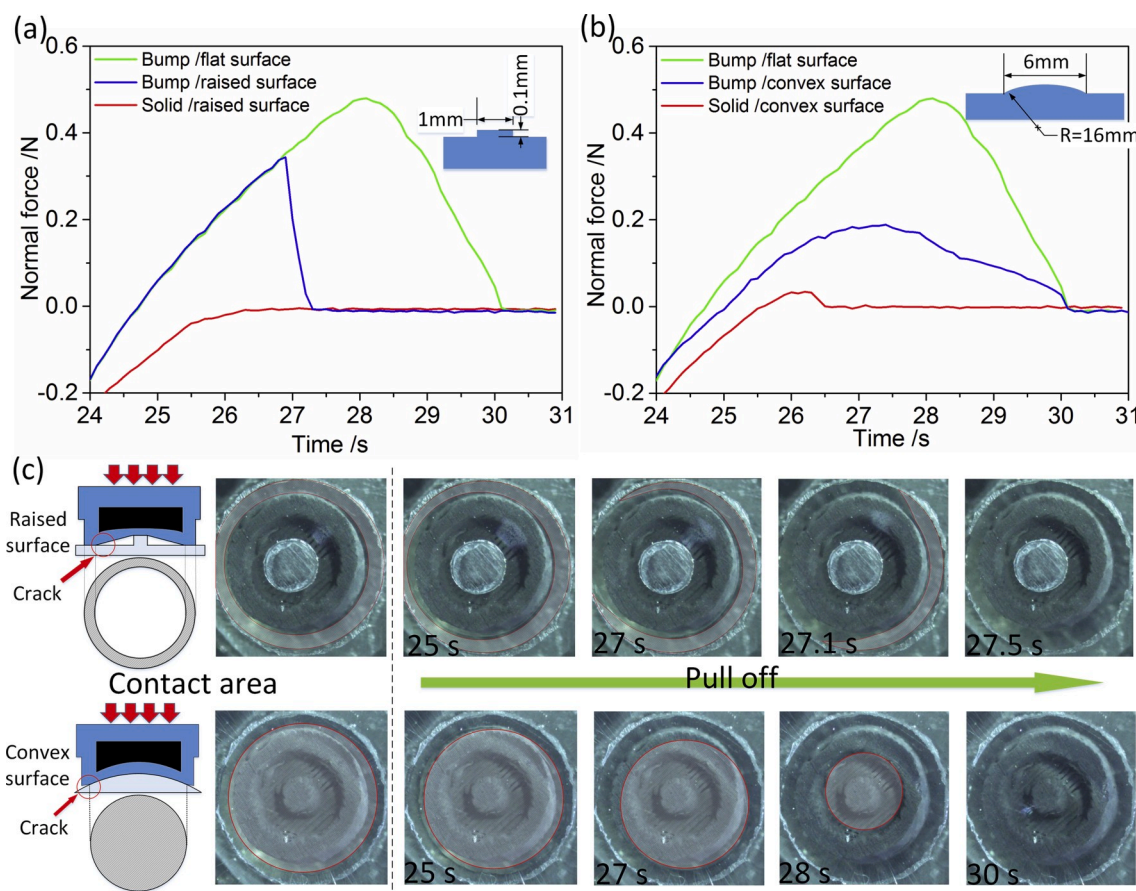 (a)
Normal force /N
0.6
0.4
0.2
0.0
-0.2
Bump /flat surface
Bump /raised surface
Solid /raised surface
1mm
0.1mm
24 25 26 27 28 29 30 31
Time /s
(b)
Normal force /N
0.6
0.4
0.2
0.0
-0.2
Bump /flat surface
Bump /convex surface
Solid /convex surface
6mm
R=16mm
24 25 26 27 28 29 30 31
Time /s
(c)
Raised
surface
Crack
25 s
27 s
27.1 s
27.5 s
Contact area
Pull off
Convex
surface
Crack
25 s
27 s
28 s
30 s